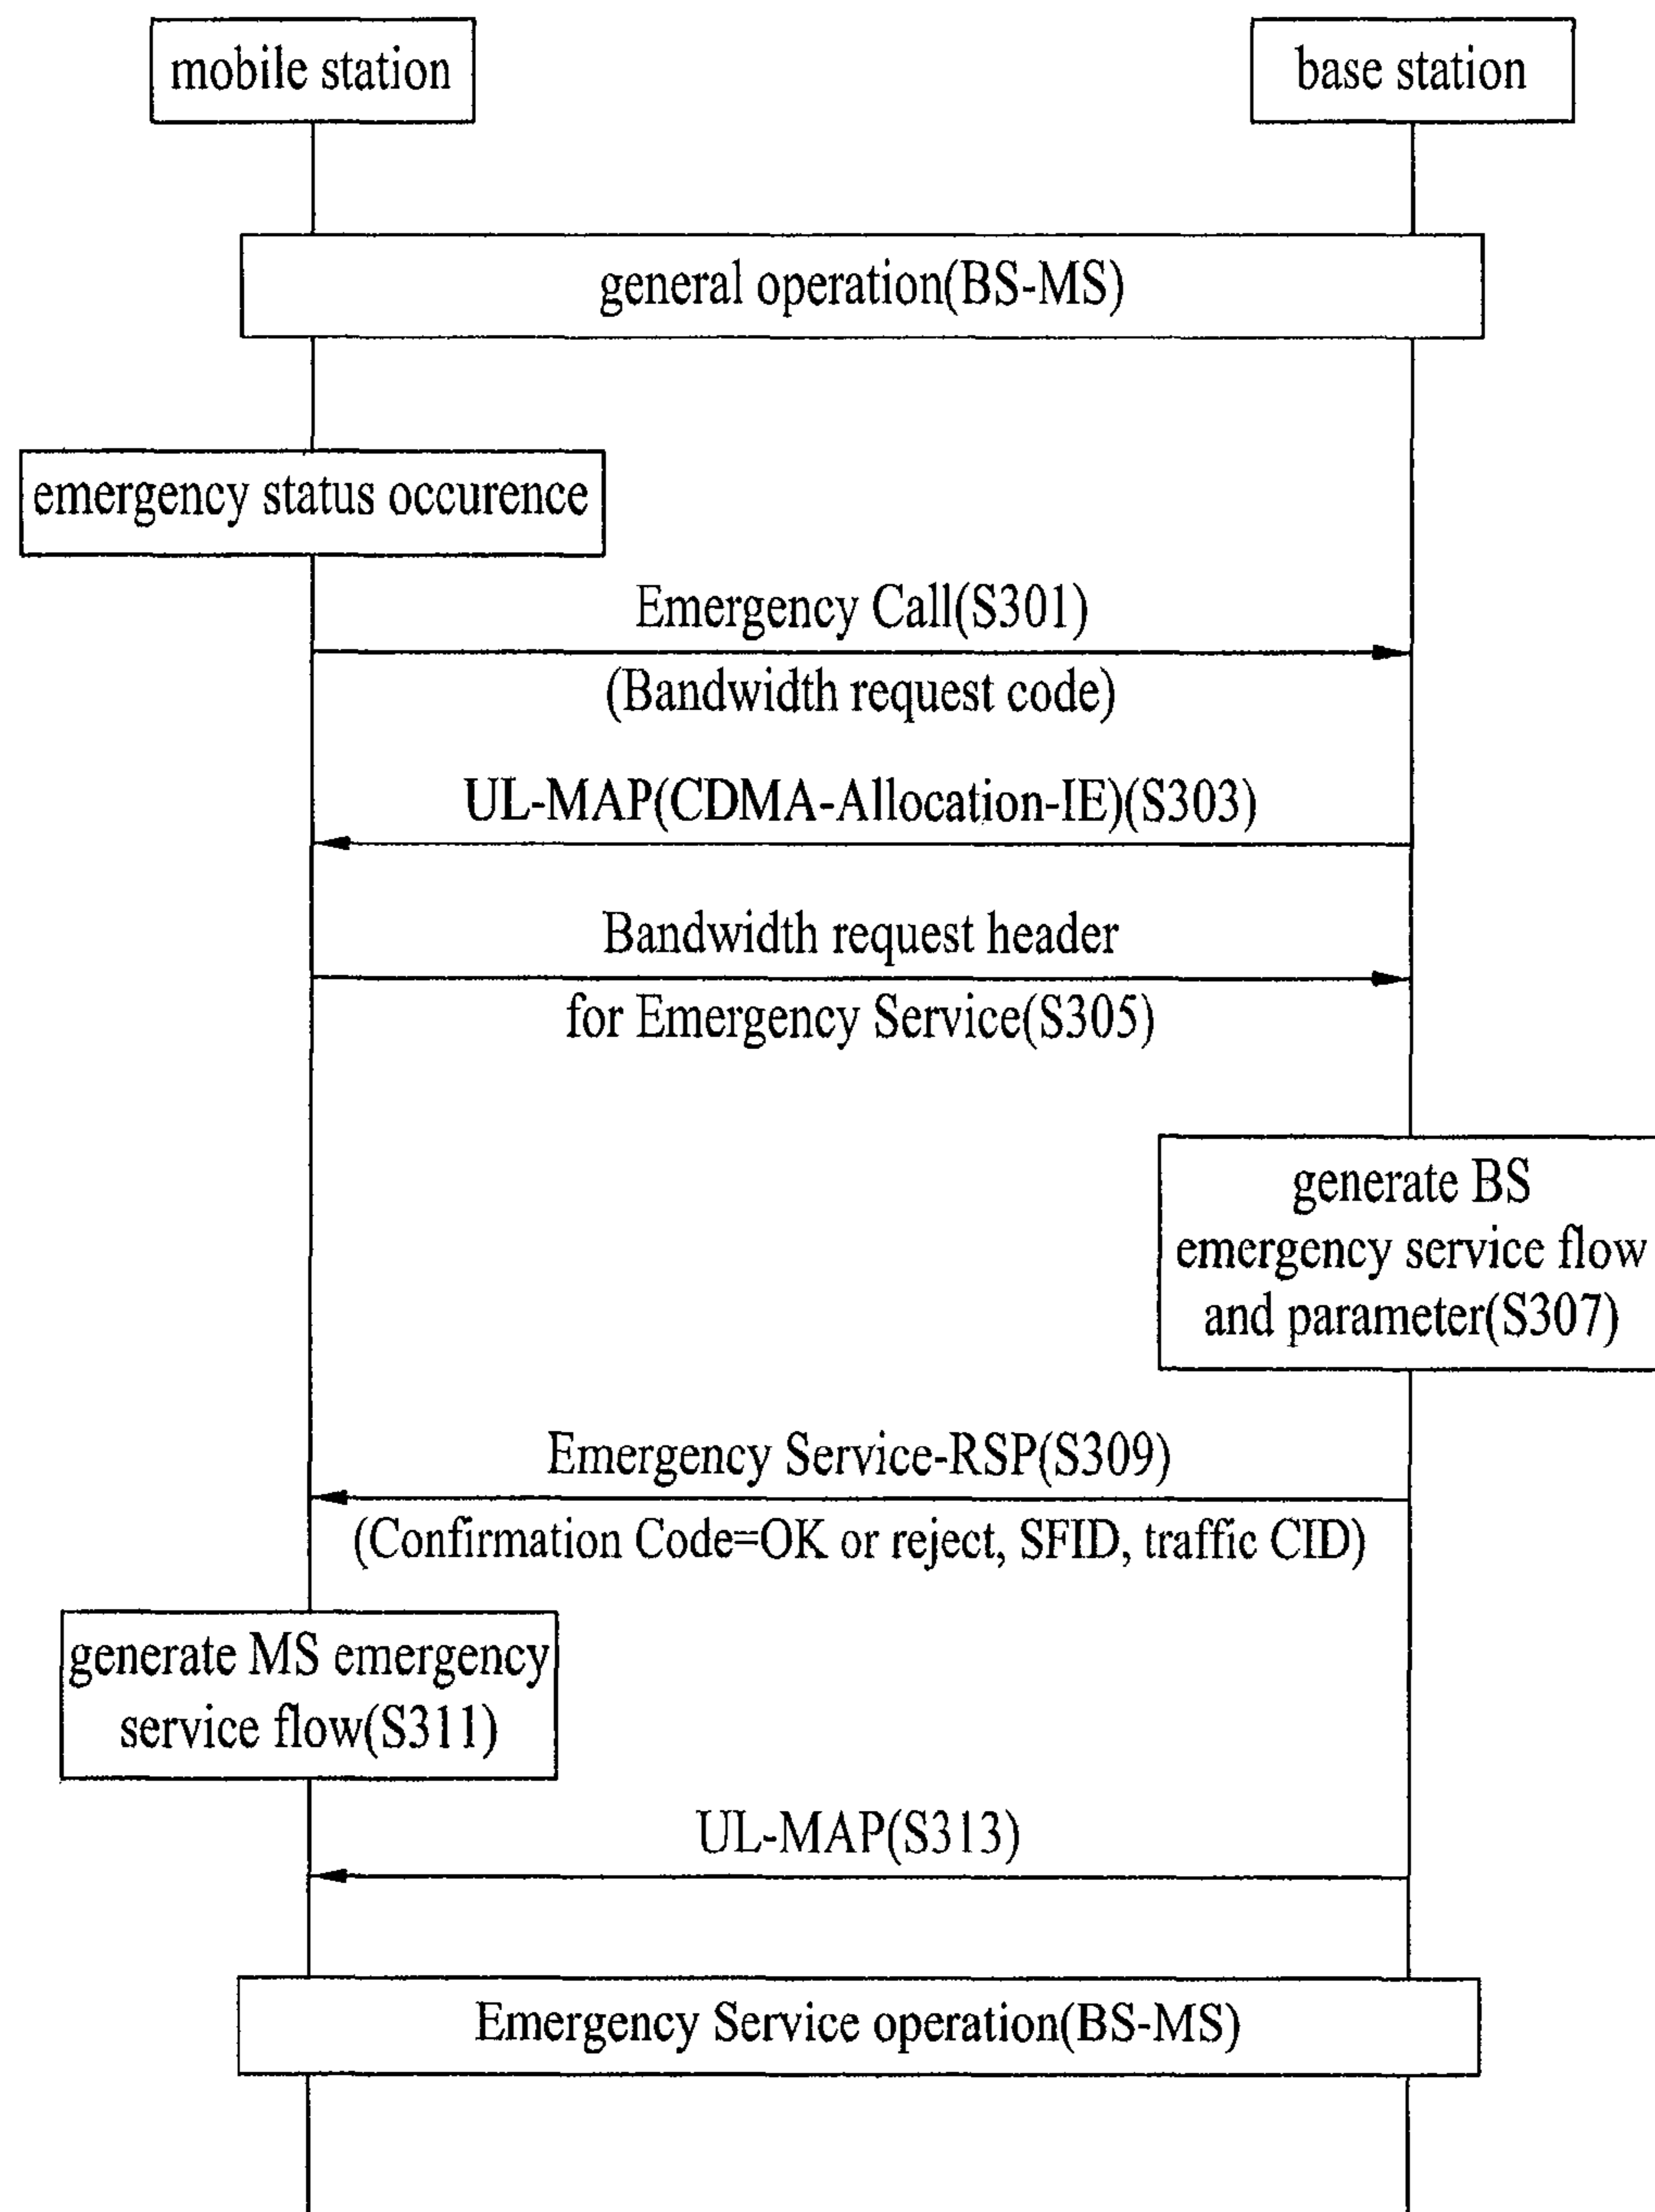 mobile station
base station
general operation(BS-MS)
emergency status occurence
Emergency Call(S301)
(Bandwidth request code)
UL-MAP(CDMA-Allocation-IE)(S303)
Bandwidth request header
for Emergency Service(S305)
generate BS
emergency service flow
and parameter(S307)
Emergency Service-RSP(S309)
(Confirmation Code=OK or reject, SFID, traffic CID)
generate MS emergency
service flow(S311)
UL-MAP(S313)
Emergency Service operation(BS-MS)